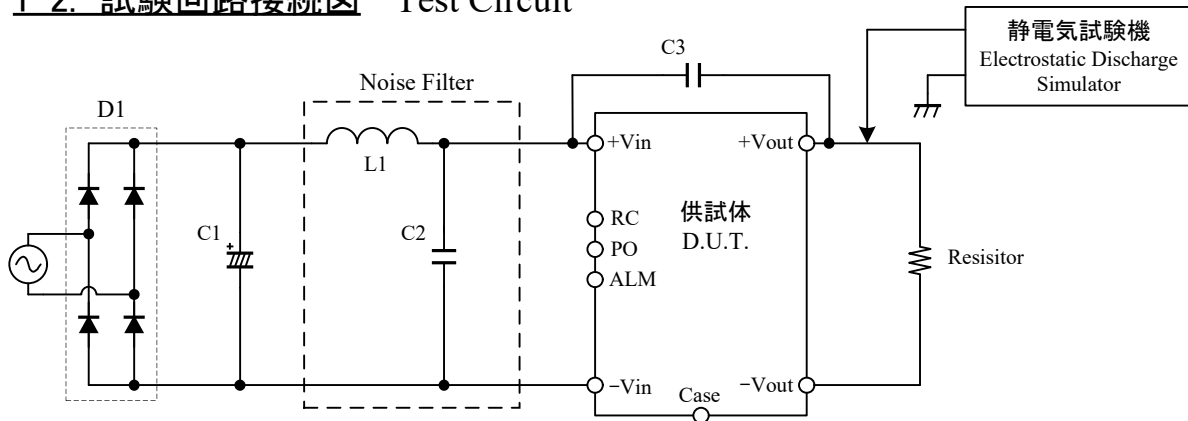 1-2. 試験回路接続図 Test Circuit
静電気試験機
Electrostatic Discharge
Simulator
C3
Noise Filter
D1
+Vin
+Vout
L1
供試体
D.U.T.
RC
C1
+
C2
PO
Resisitor
ALM
−Vin
Case
−Vout